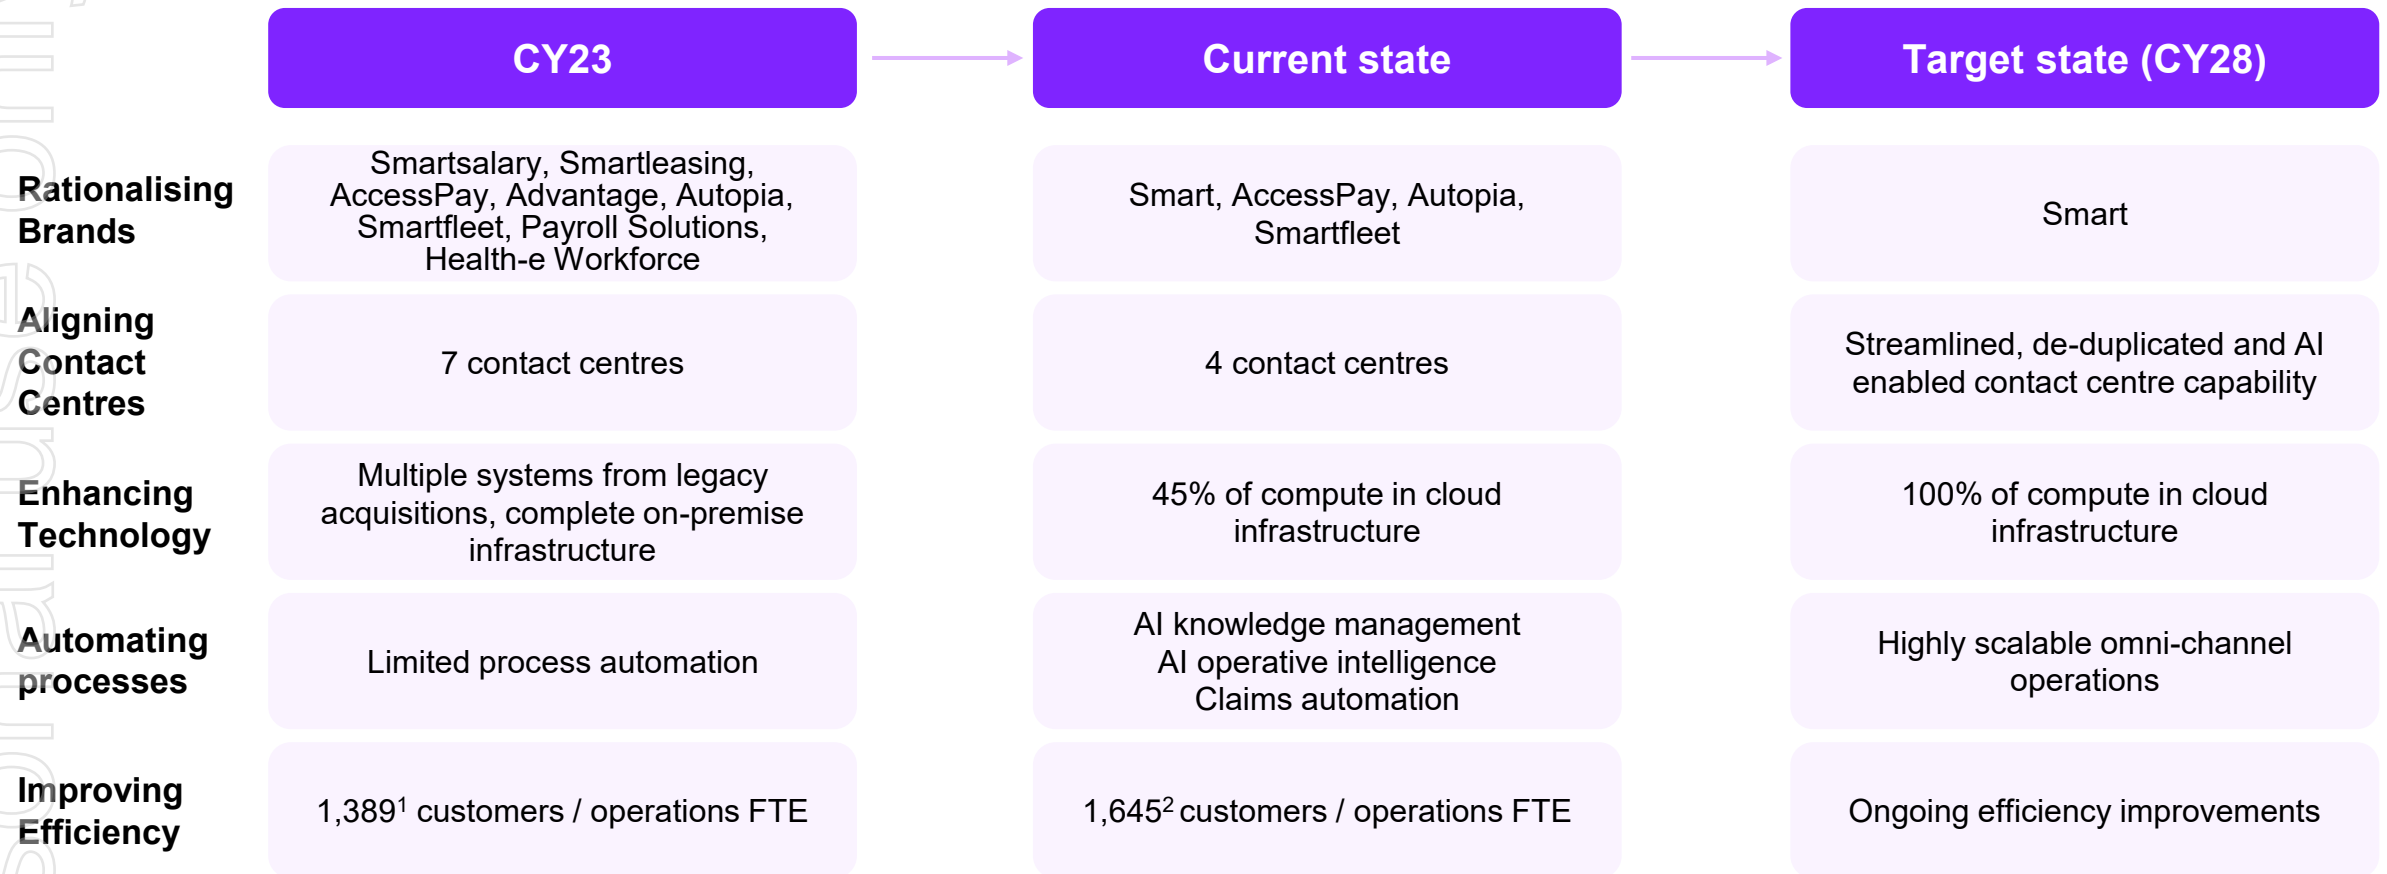 CY23
Current state
Target state (CY28)
Rationalising
Brands
Smartsalary, Smartleasing,
AccessPay, Advantage, Autopia,
Smartfleet, Payroll Solutions,
Health-e Workforce
Smart, AccessPay, Autopia,
Smartfleet
Smart
Aligning
Contact
Centres
7 contact centres
4 contact centres
Streamlined, de-duplicated and AI
enabled contact centre capability
Enhancing
Technology
Multiple systems from legacy
acquisitions, complete on-premise
infrastructure
45% of compute in cloud
infrastructure
100% of compute in cloud
infrastructure
Automating
processes
Limited process automation
AI knowledge management
AI operative intelligence
Claims automation
Highly scalable omni-channel
operations
Improving
Efficiency
1,389¹ customers / operations FTE
1,645² customers / operations FTE
Ongoing efficiency improvements